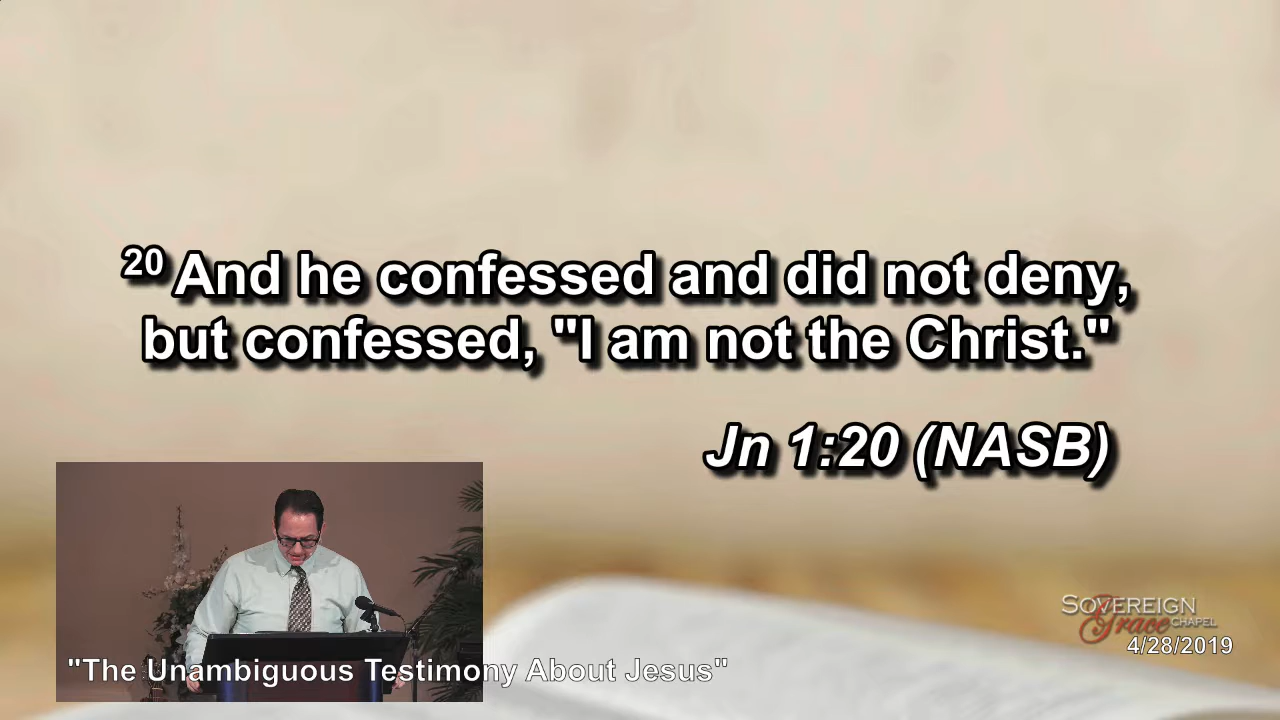 20 And he confessed and did not deny,
but confessed, "I am not the Christ."
Jn 1:20 (NASB)
SOVEREIGN
Grace CHAPEL
4/28/2019
"The Unambiguous Testimony About Jesus"